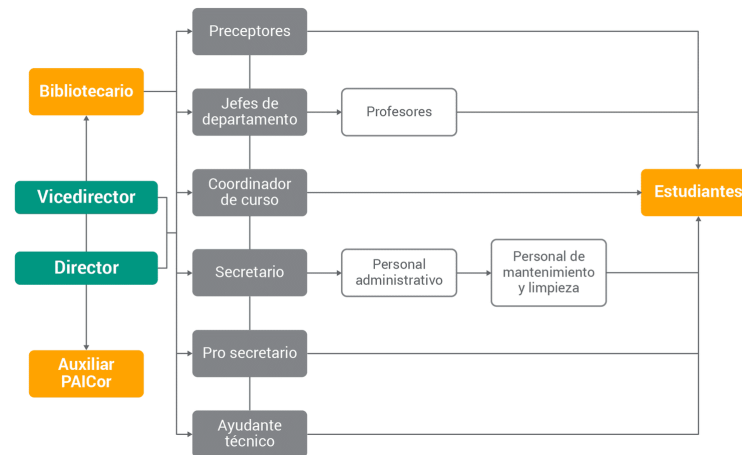 Preceptores
Bibliotecario
Jefes de
departamento
Profesores
Vicedirector
Coordinador
de curso
Estudiantes
Director
Secretario
Personal
administrativo
Personal de
mantenimiento
y limpieza
Auxiliar
PAICor
Pro secretario
Ayudante
técnico